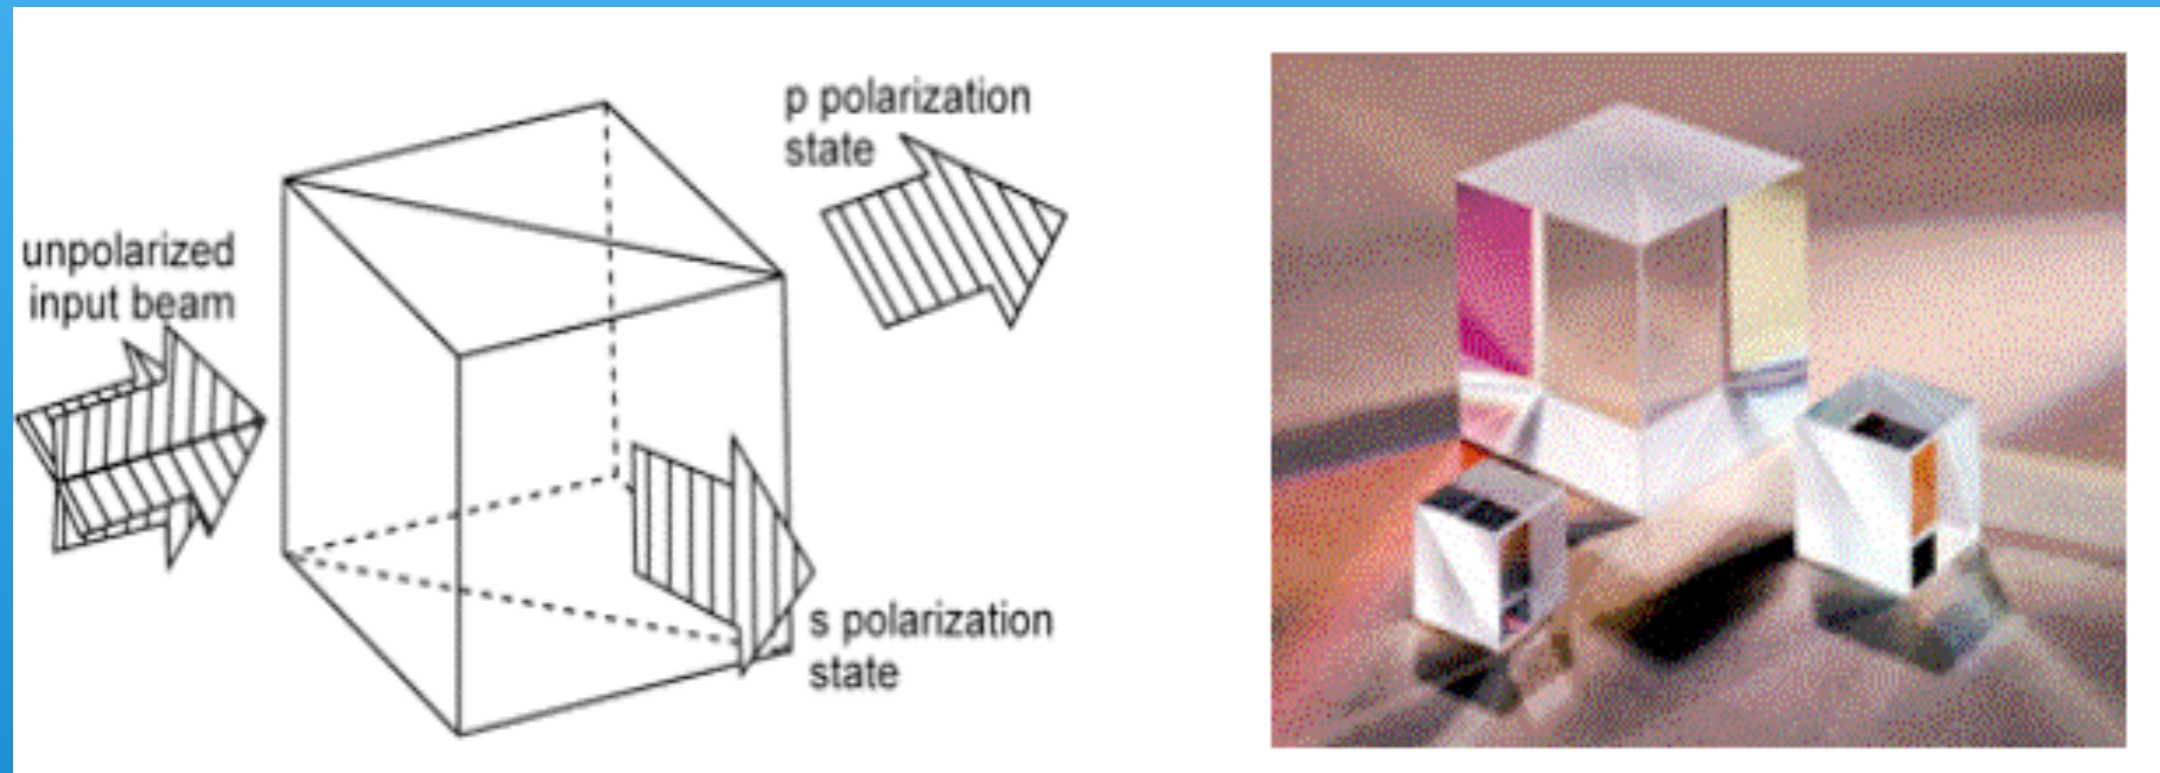 unpolarized
input beam
p polarization
state
s polarization
state